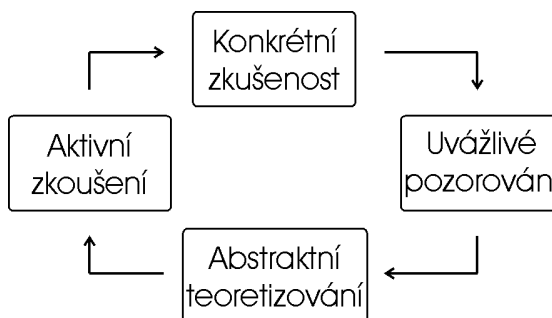 Konkrétní
zkušenost
Uvážlivé
pozorován
Abstraktní
teoretizování
Aktivní
zkoušení